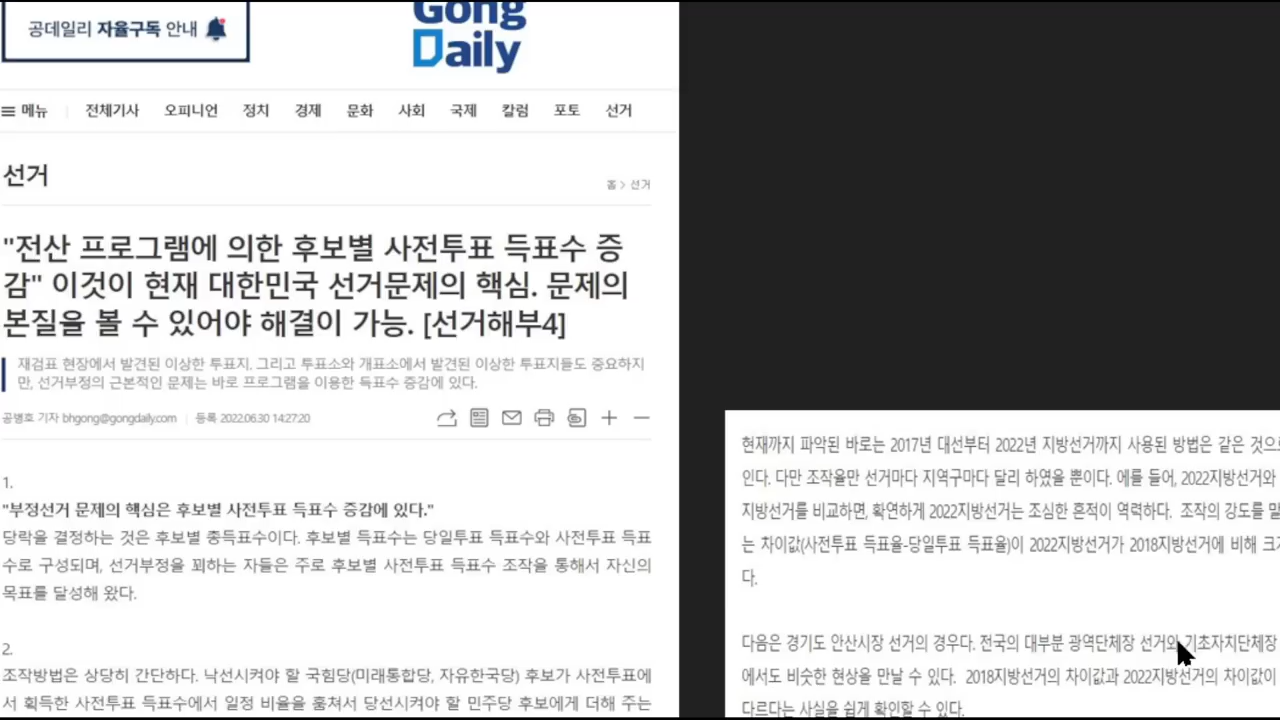 공데일리 자율구독 안내
Gong
Daily
메뉴 전체기사 오피니언 정치 경제 문화 사회 국제 칼럼 포토 선거
선거
홈 > 선거
"전산 프로그램에 의한 후보별 사전투표 득표수 증
감" 이것이 현재 대한민국 선거문제의 핵심. 문제의
본질을 볼 수 있어야 해결이 가능. [선거해부4]
재검표 현장에서 발견된 이상한 투표지. 그리고 투표소와 개표소에서 발견된 이상한 투표지들도 중요하지
만, 선거부정의 근본적인 문제는 바로 프로그램을 이용한 득표수 증감에 있다.
공병호 기자 bhgong@gongdaily.com 등록 2022.06.30 14:27:20
1.
"부정선거 문제의 핵심은 후보별 사전투표 득표수 증감에 있다."
당락을 결정하는 것은 후보별 총득표수이다. 후보별 득표수는 당일투표 득표수와 사전투표 득표
수로 구성되며, 선거부정을 꾀하는 자들은 주로 후보별 사전투표 득표수 조작을 통해서 자신의
목표를 달성해 왔다.
2.
조작방법은 상당히 간단하다. 낙선시켜야 할 국힘당(미래통합당, 자유한국당) 후보가 사전투표에
서 획득한 사전투표 득표수에서 일정 비율을 훔쳐서 당선시켜야 할 민주당 후보에게 더해 주는
현재까지 파악된 바로는 2017년 대선부터 2022년 지방선거까지 사용된 방법은 같은 것으로
인다. 다만 조작율만 선거마다 지역구마다 달리 하였을 뿐이다. 에를 들어, 2022지방선거와
지방선거를 비교하면, 확연하게 2022지방선거는 조심한 흔적이 역력하다. 조작의 강도를 말
는 차이값(사전투표 득표율-당일투표 득표율)이 2022지방선거가 2018지방선거에 비해 크기
다.
다음은 경기도 안산시장 선거의 경우다. 전국의 대부분 광역단체장 선거와 기초자치단체장
에서도 비슷한 현상을 만날 수 있다. 2018지방선거의 차이값과 2022지방선거의 차이값이
다르다는 사실을 쉽게 확인할 수 있다.